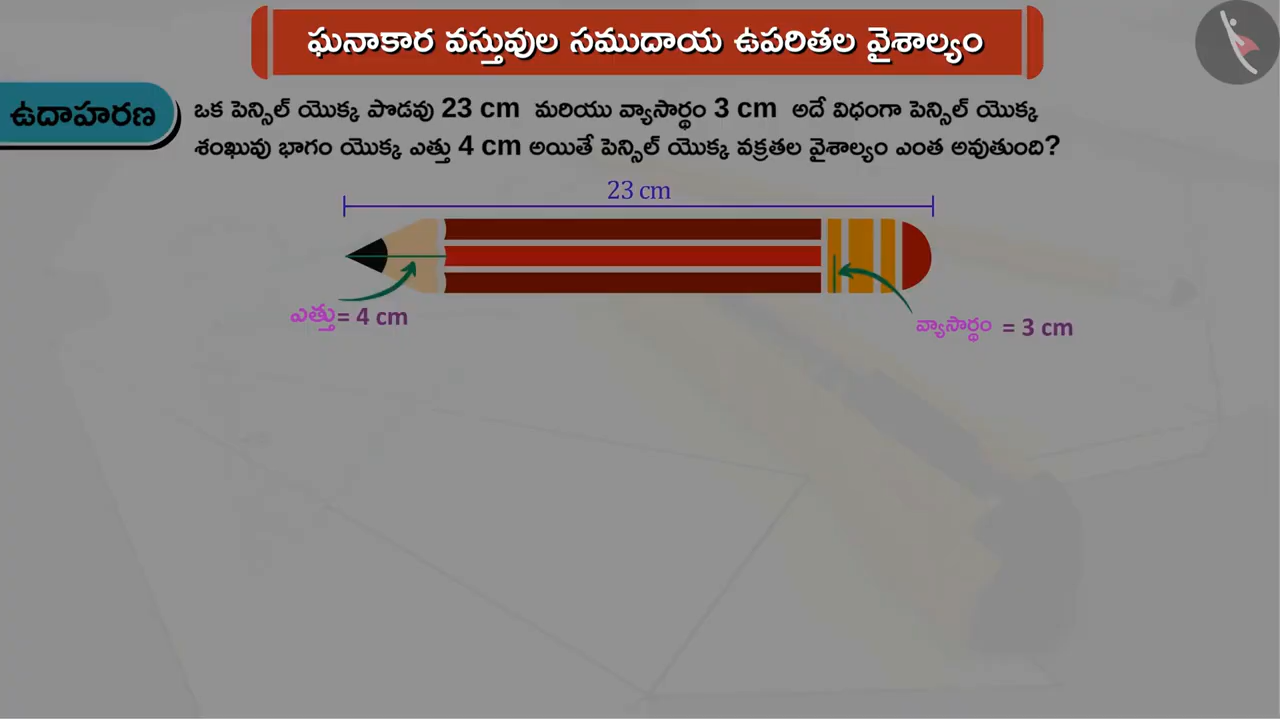 ఘనాకార వస్తువుల సముదాయ ఉపరితల వైశాల్యం
ఉదాహరణ
ఒక పెన్సిల్ యొక్క పొడవు 23 cm మరియు వ్యాసార్థం 3 cm అదే విధంగా పెన్సిల్ యొక్క
శంఖువు భాగం యొక్క ఎత్తు 4 cm అయితే పెన్సిల్ యొక్క వక్రతల వైశాల్యం ఎంత అవుతుంది?
23 cm
ఎత్తు= 4 cm
వ్యాసార్థం = 3 cm